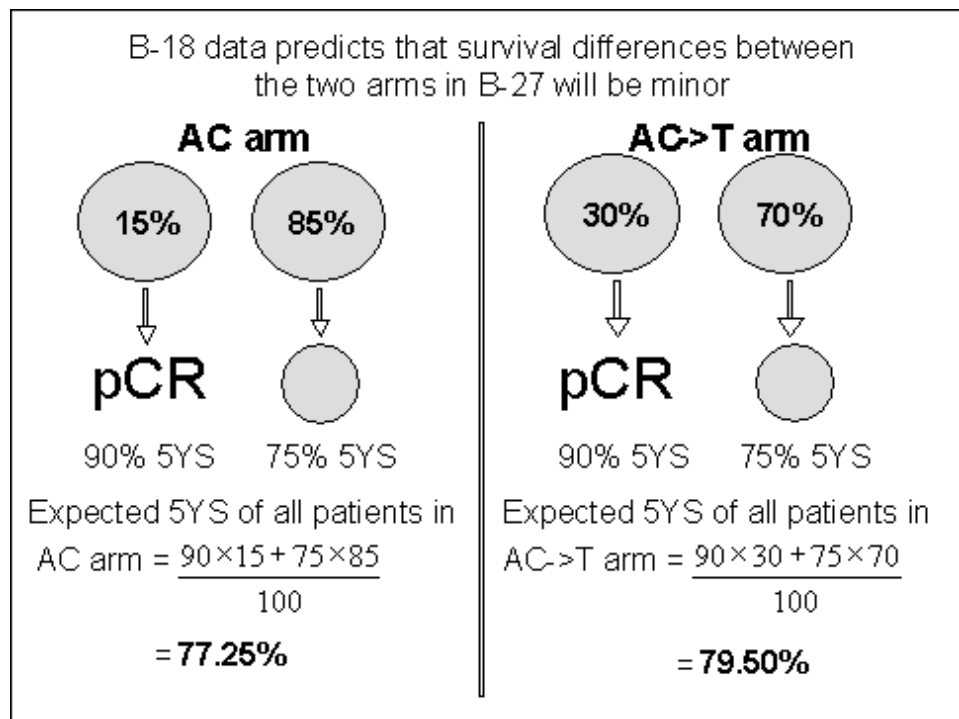 B-18 data predicts that survival differences between
the two arms in B-27 will be minor
AC arm
15%
85%
pCR
90% 5YS
75% 5YS
Expected 5YS of all patients in
AC arm = 90×15+75×85
100
= 77.25%
AC->T arm
30%
70%
pCR
90% 5YS
75% 5YS
Expected 5YS of all patients in
AC->T arm = 90×30+75×70
100
= 79.50%